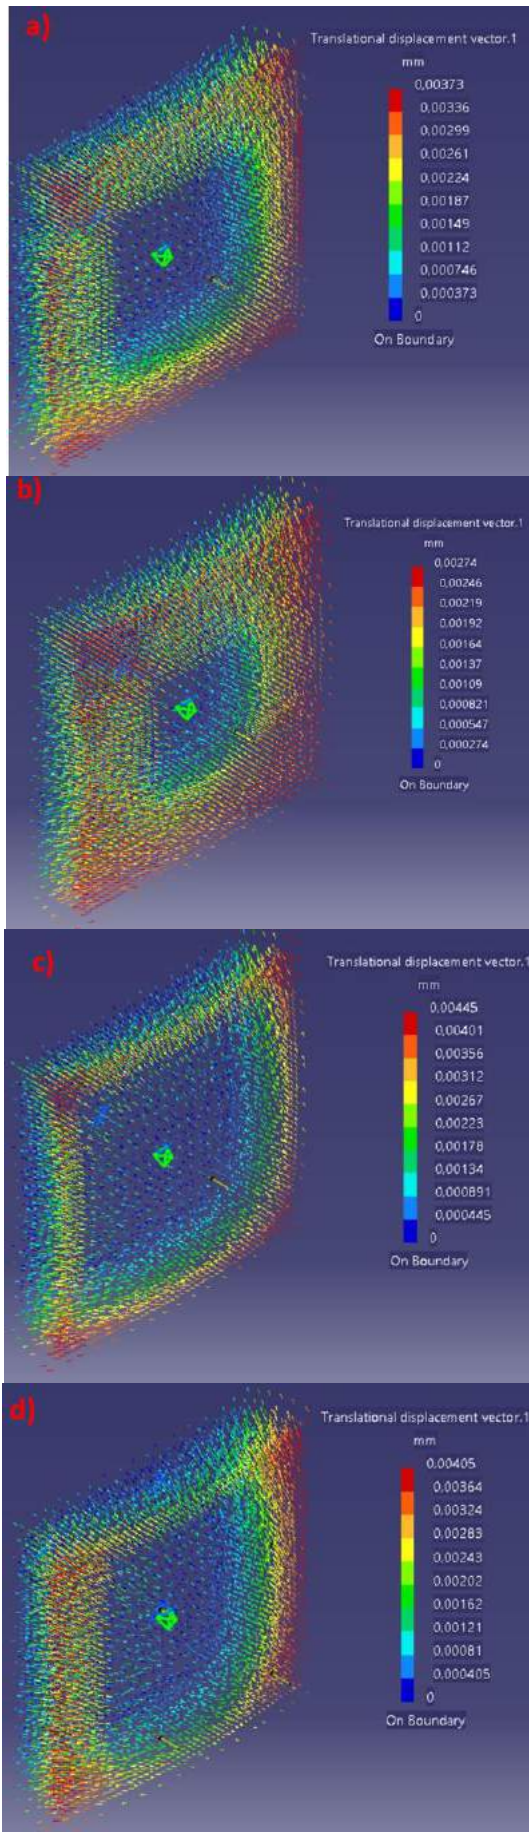 a)
Translational displacement vector.1
mm
0,00373
0,00336
0,00299
0,00261
0,00224
0,00187
0,00149
0,00112
0,000746
0,000373
0
On Boundary
b)
Translational displacement vector.1
mm
0,00274
0,00246
0,00219
0,00192
0,00164
0,00137
0,00109
0,000821
0,000547
0,000274
0
On Boundary
c)
Translational displacement vector.1
mm
0,00445
0,00401
0,00356
0,00312
0,00267
0,00223
0,00178
0,00134
0,000891
0,000445
0
On Boundary
d)
Translational displacement vector.1
mm
0,00405
0,00364
0,00324
0,00283
0,00243
0,00202
0,00162
0,00121
0,00081
0,000405
0
On Boundary